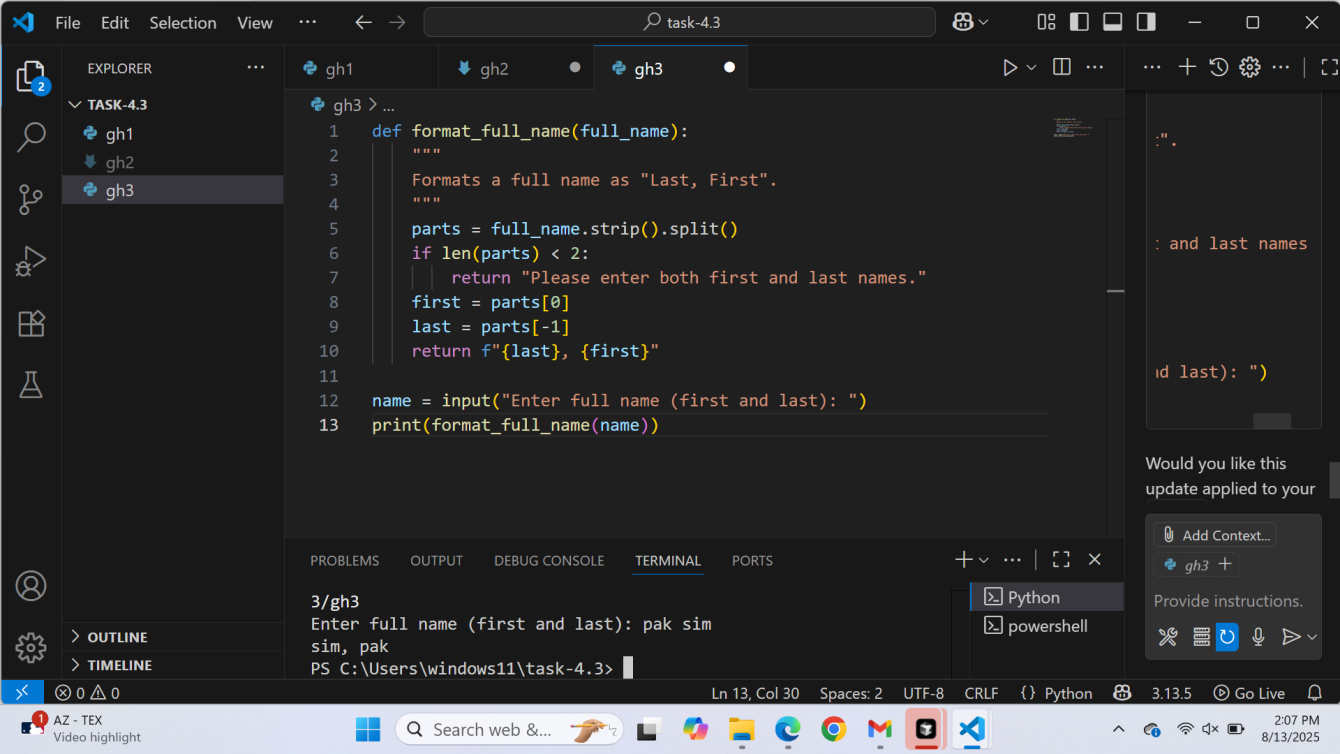 File Edit Selection View ··· task-4.3
EXPLORER ···
2
TASK-4.3
gh1
gh2
gh3
OUTLINE
TIMELINE
gh1 gh2 gh3
gh3 > ...
1 def format_full_name(full_name):
2 """
3 Formats a full name as "Last, First".
4 """
5 parts = full_name.strip().split()
6 if len(parts) < 2:
7 return "Please enter both first and last names."
8 first = parts[0]
9 last = parts[-1]
10 return f"{last}, {first}"
11
12 name = input("Enter full name (first and last): ")
13 print(format_full_name(name))
PROBLEMS OUTPUT DEBUG CONSOLE TERMINAL PORTS
3/gh3
Enter full name (first and last): pak sim
sim, pak
PS C:\Users\windows11\task-4.3>
Python
powershell
".
and last names
last): ")
Would you like this
update applied to your
Add Context...
gh3 +
Provide instructions.
0 0 Ln 13, Col 30 Spaces: 2 UTF-8 CRLF {} Python 3.13.5 Go Live
1
AZ - TEX
Video highlight
Search web &...
2:07 PM
8/13/2025